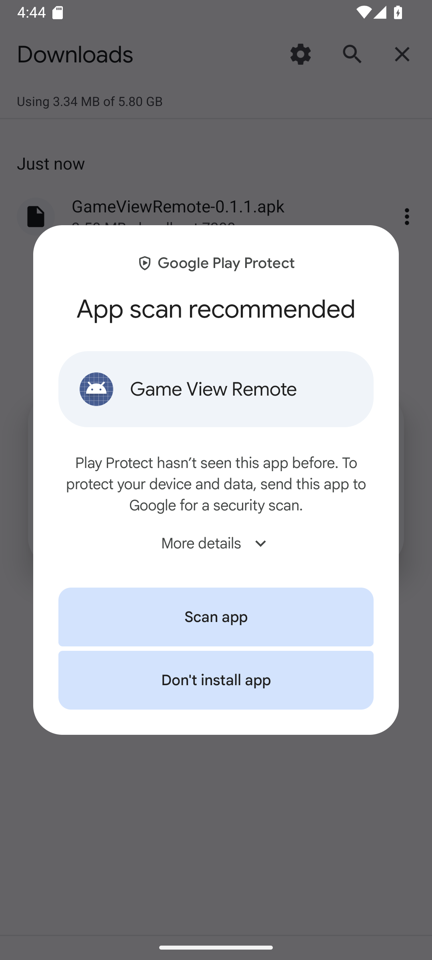 4:44
Downloads
Using 3.34 MB of 5.80 GB
Just now
GameViewRemote-0.1.1.apk
Google Play Protect
App scan recommended
Game View Remote
Play Protect hasn’t seen this app before. To
protect your device and data, send this app to
Google for a security scan.
More details
Scan app
Don't install app